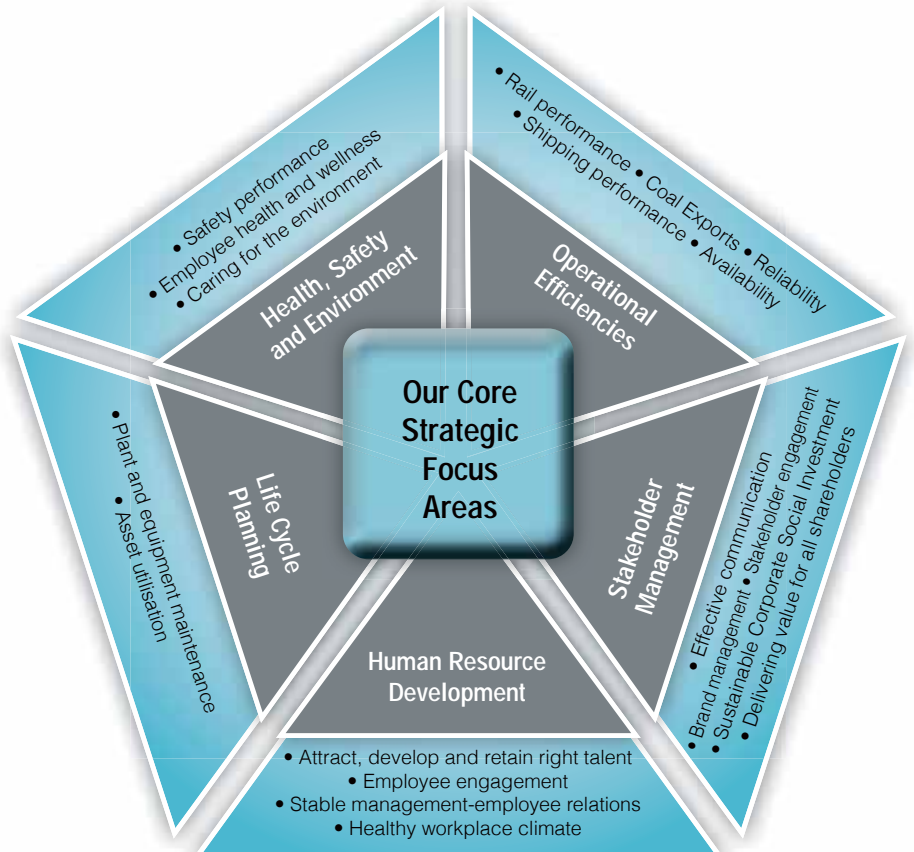 Our Core
Strategic
Focus
Areas
Health, Safety
and Environment
• Safety performance
• Employee health and wellness
• Caring for the environment
Operational
Efficiencies
• Rail performance • Coal Exports • Reliability
• Shipping performance • Availability
Stakeholder
Management
• Effective communication
• Brand management • Stakeholder engagement
• Sustainable Corporate Social Investment
• Delivering value for all shareholders
Human Resource
Development
• Attract, develop and retain right talent
• Employee engagement
• Stable management-employee relations
• Healthy workplace climate
Life Cycle
Planning
• Plant and equipment maintenance
• Asset utilisation